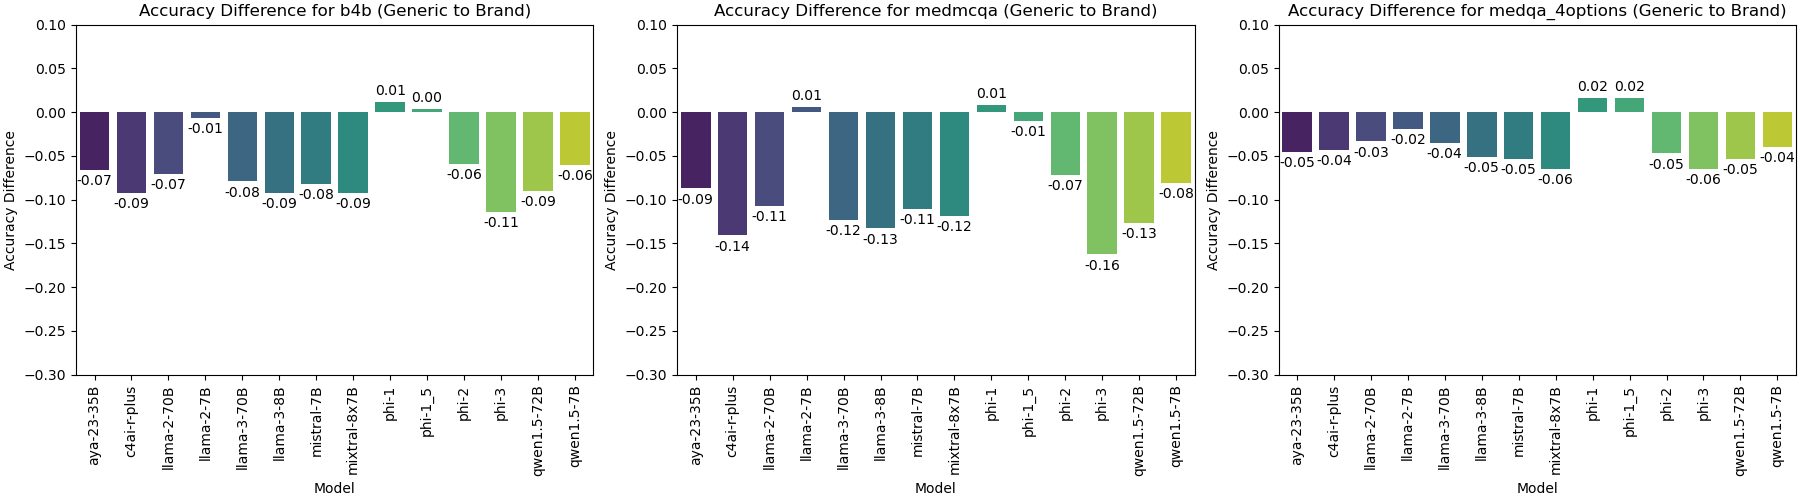 Accuracy Difference for b4b (Generic to Brand)
Accuracy Difference
0.10
0.05
0.00
−0.05
−0.10
−0.15
−0.20
−0.25
−0.30
-0.07
-0.09
-0.07
-0.01
-0.08
-0.09
-0.08
-0.09
0.01
0.00
-0.06
-0.11
-0.09
-0.06
aya-23-35B
c4ai-r-plus
llama-2-70B
llama-2-7B
llama-3-70B
llama-3-8B
mistral-7B
mixtral-8x7B
phi-1
phi-1_5
phi-2
phi-3
qwen1.5-72B
qwen1.5-7B
Model
Accuracy Difference for medmcqa (Generic to Brand)
Accuracy Difference
0.10
0.05
0.00
−0.05
−0.10
−0.15
−0.20
−0.25
−0.30
-0.09
-0.14
-0.11
0.01
-0.12
-0.13
-0.11
-0.12
0.01
-0.01
-0.07
-0.16
-0.13
-0.08
aya-23-35B
c4ai-r-plus
llama-2-70B
llama-2-7B
llama-3-70B
llama-3-8B
mistral-7B
mixtral-8x7B
phi-1
phi-1_5
phi-2
phi-3
qwen1.5-72B
qwen1.5-7B
Model
Accuracy Difference for medqa_4options (Generic to Brand)
Accuracy Difference
0.10
0.05
0.00
−0.05
−0.10
−0.15
−0.20
−0.25
−0.30
-0.05
-0.04
-0.03
-0.02
-0.04
-0.05
-0.05
-0.06
0.02
0.02
-0.05
-0.06
-0.05
-0.04
aya-23-35B
c4ai-r-plus
llama-2-70B
llama-2-7B
llama-3-70B
llama-3-8B
mistral-7B
mixtral-8x7B
phi-1
phi-1_5
phi-2
phi-3
qwen1.5-72B
qwen1.5-7B
Model